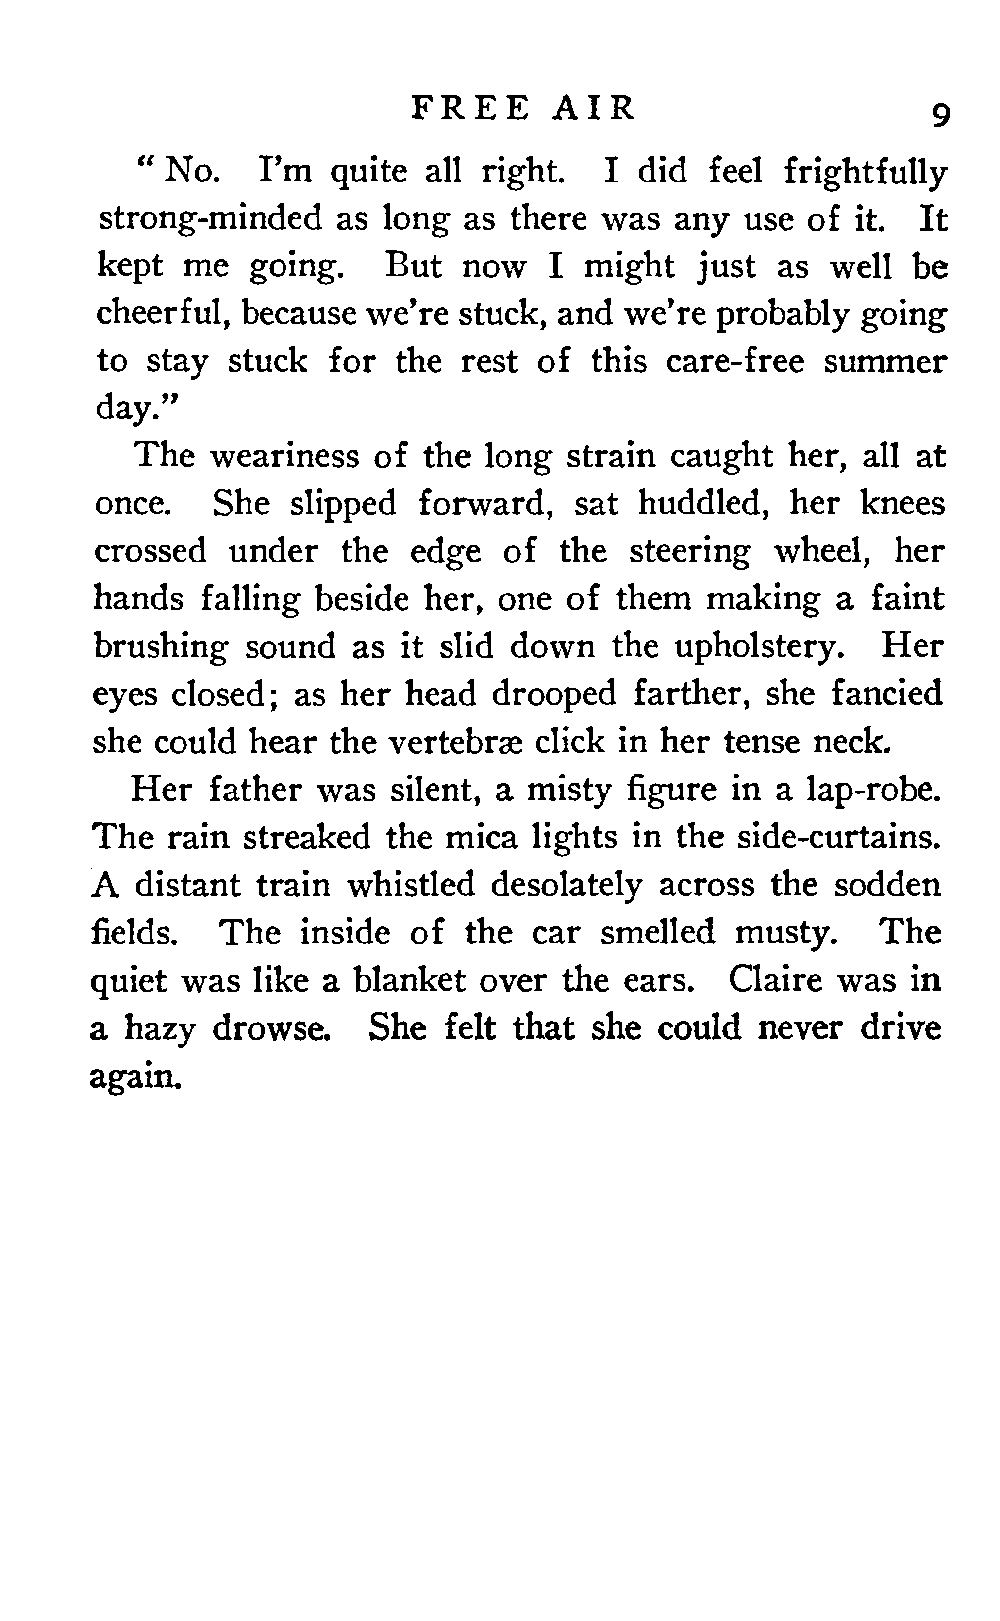 FREE AIR 9
“ No. I’m quite all right. I did feel frightfully
strong-minded as long as there was any use of it. It
kept me going. But now I might just as well be
cheerful, because we’re stuck, and we’re probably going
to stay stuck for the rest of this care-free summer
day.”
The weariness of the long strain caught her, all at
once. She slipped forward, sat huddled, her knees
crossed under the edge of the steering wheel, her
hands falling beside her, one of them making a faint
brushing sound as it slid down the upholstery. Her
eyes closed; as her head drooped farther, she fancied
she could hear the vertebræ click in her tense neck.
Her father was silent, a misty figure in a lap-robe.
The rain streaked the mica lights in the side-curtains.
A distant train whistled desolately across the sodden
fields. The inside of the car smelled musty. The
quiet was like a blanket over the ears. Claire was in
a hazy drowse. She felt that she could never drive
again.